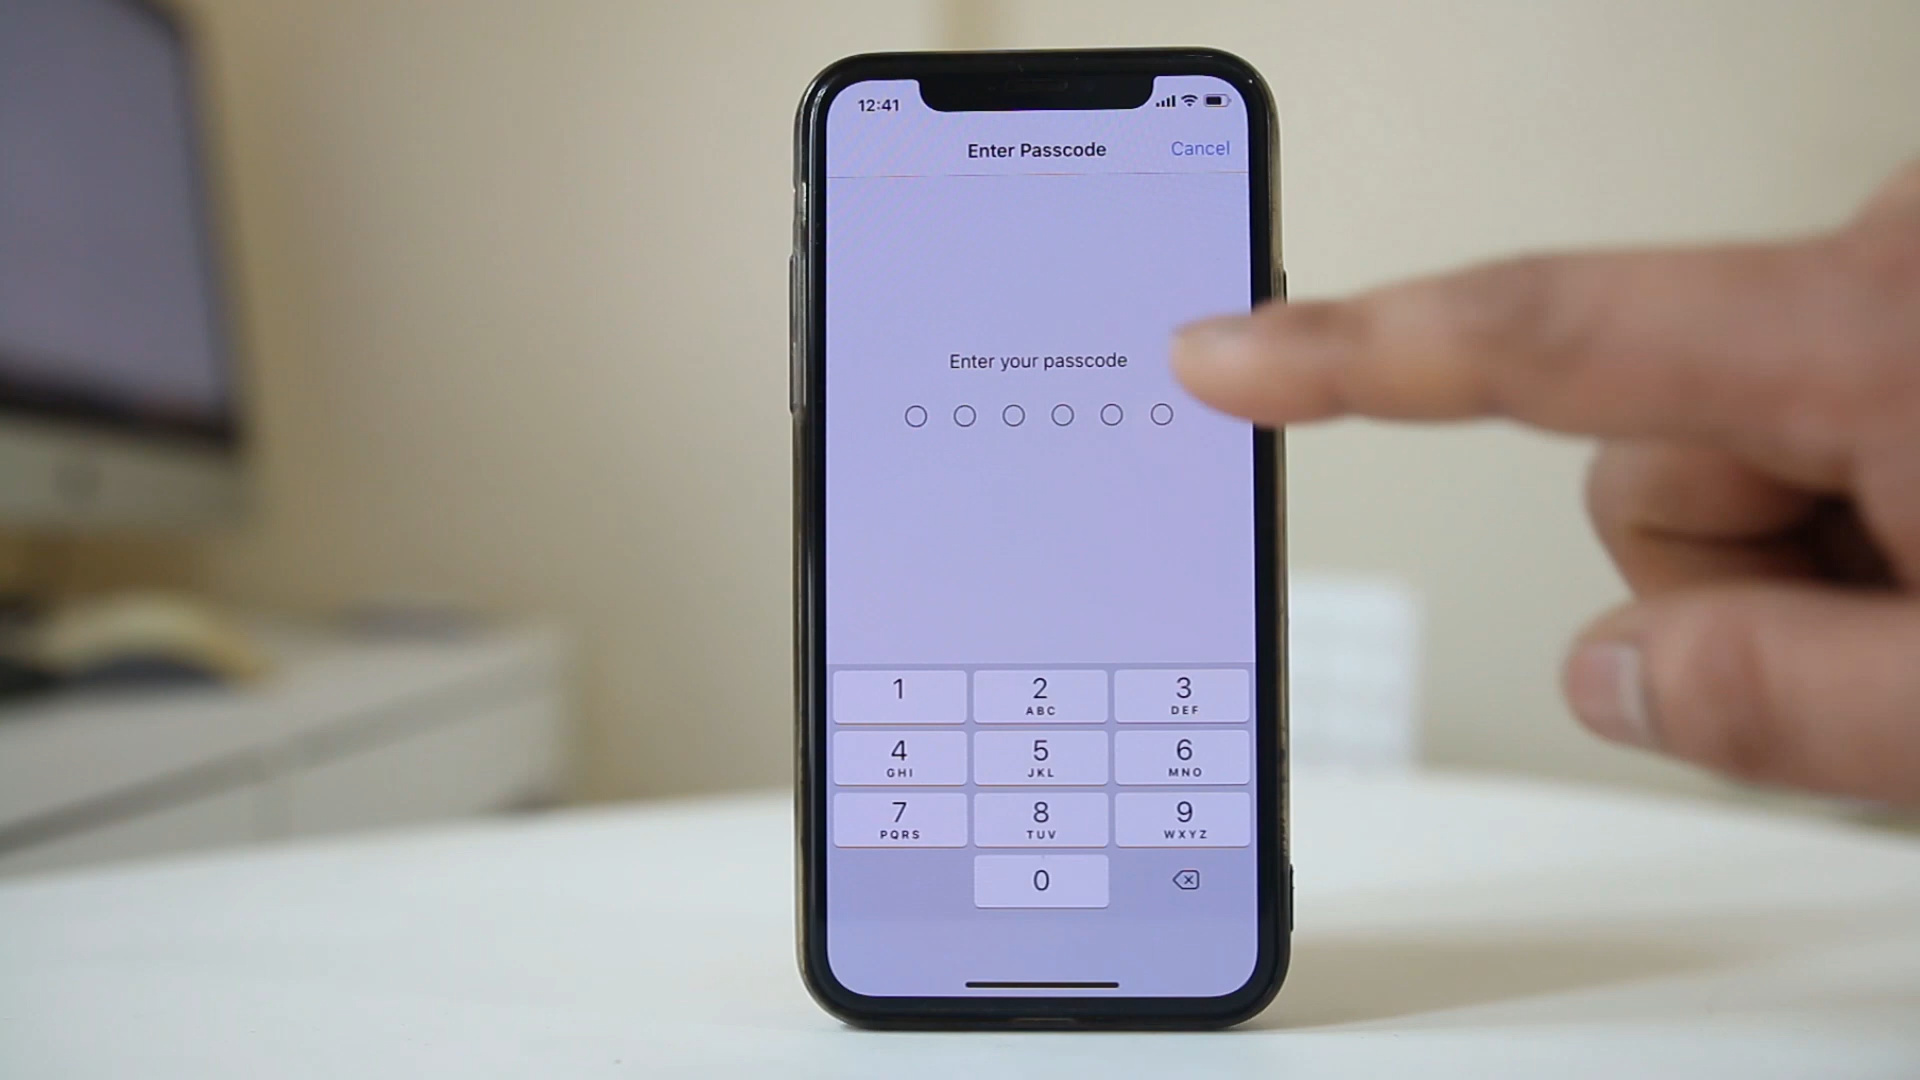 12:41
Enter Passcode
Cancel
Enter your passcode
1
2
ABC
3
DEF
4
GHI
5
JKL
6
MNO
7
PQRS
8
TUV
9
WXYZ
0